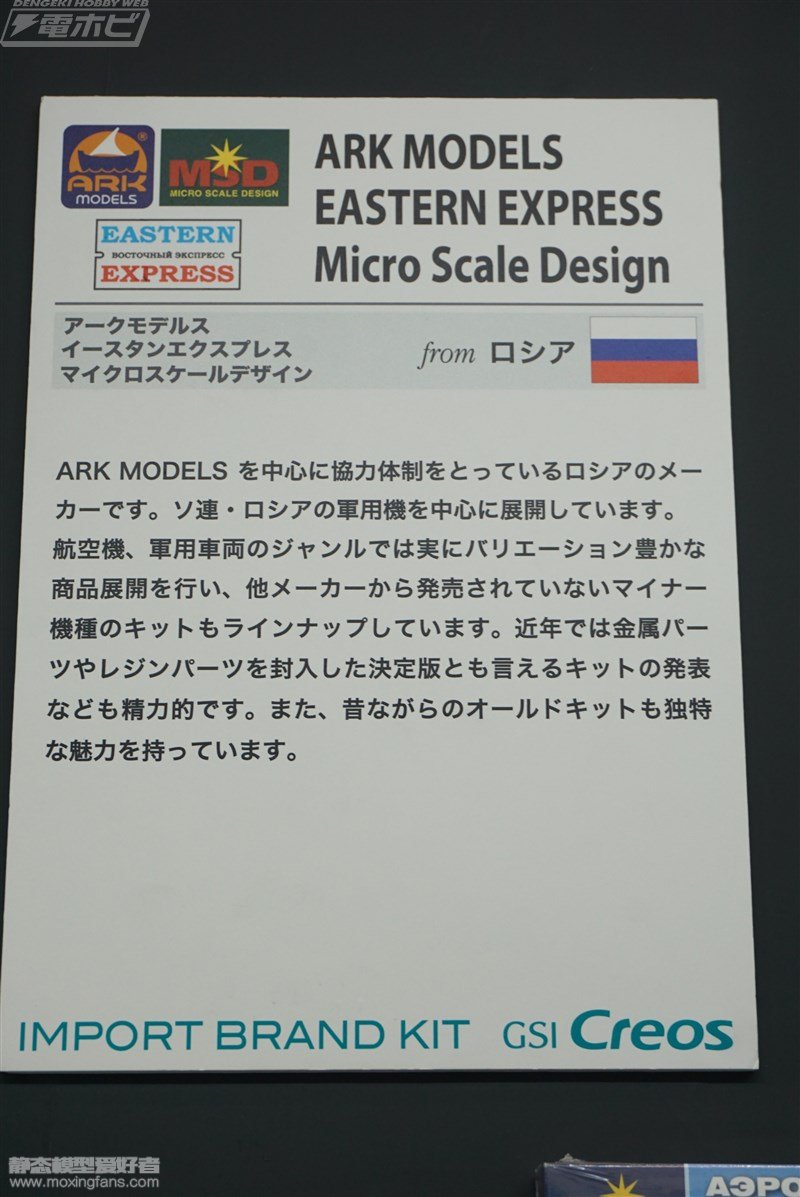 DENGEKI HOBBY WEB
電ホビ
ARK
MODELS
MSD
MICRO SCALE DESIGN
EASTERN
ВОСТОЧНЫЙ ЭКСПРЕСС
EXPRESS
ARK MODELS
EASTERN EXPRESS
Micro Scale Design
アークモデルス
イースタンエクスプレス
マイクロスケールデザイン
from ロシア
ARK MODELS を中心に協力体制をとっているロシアのメー
カーです。ソ連・ロシアの軍用機を中心に展開しています。
航空機、軍用車両のジャンルでは実にバリエーション豊かな
商品展開を行い、他メーカーから発売されていないマイナー
機種のキットもラインナップしています。近年では金属パー
ツやレジンパーツを封入した決定版とも言えるキットの発表
なども精力的です。また、昔ながらのオールドキットも独特
な魅力を持っています。
IMPORT BRAND KIT GSI Creos
静态模型爱好者
www.moxingfans.com
АЭРО